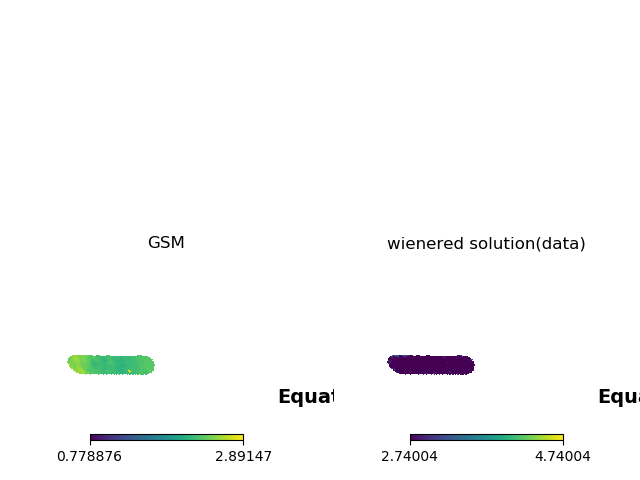 GSM
wienered solution(data)
Equat
Equa
0.778876
2.89147
2.74004
4.74004